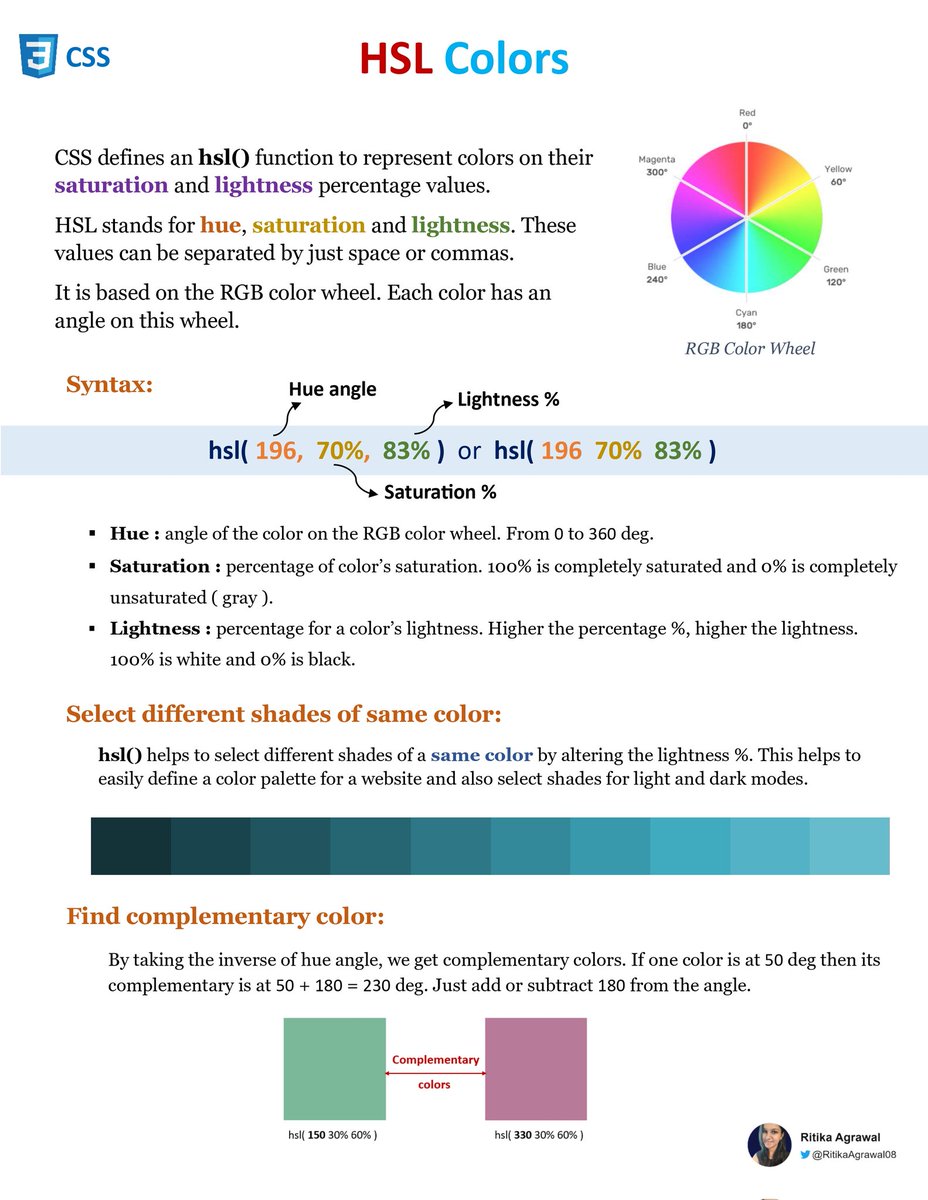 CSS
HSL Colors
CSS defines an hsl() function to represent colors on their
saturation and lightness percentage values.
HSL stands for hue, saturation and lightness. These
values can be separated by just space or commas.
It is based on the RGB color wheel. Each color has an
angle on this wheel.
Red
0°
Yellow
60°
Green
120°
Cyan
180°
Blue
240°
Magenta
300°
RGB Color Wheel
Syntax:
Hue angle
Lightness %
hsl( 196, 70%, 83% ) or hsl( 196 70% 83% )
Saturation %
▪ Hue : angle of the color on the RGB color wheel. From 0 to 360 deg.
▪ Saturation : percentage of color’s saturation. 100% is completely saturated and 0% is completely
unsaturated ( gray ).
▪ Lightness : percentage for a color’s lightness. Higher the percentage %, higher the lightness.
100% is white and 0% is black.
Select different shades of same color:
hsl() helps to select different shades of a same color by altering the lightness %. This helps to
easily define a color palette for a website and also select shades for light and dark modes.
Find complementary color:
By taking the inverse of hue angle, we get complementary colors. If one color is at 50 deg then its
complementary is at 50 + 180 = 230 deg. Just add or subtract 180 from the angle.
Complementary
colors
hsl( 150 30% 60% )
hsl( 330 30% 60% )
Ritika Agrawal
@RitikaAgrawal08